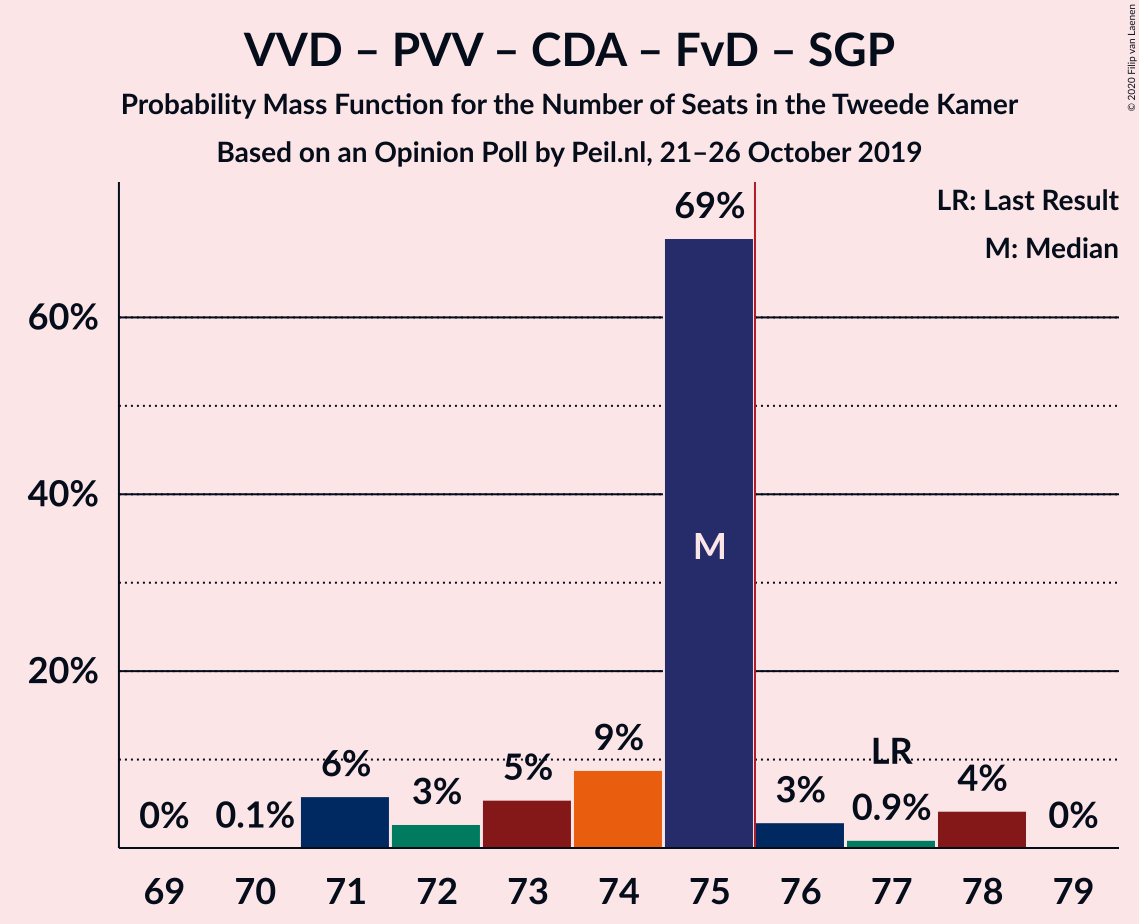 VVD – PVV – CDA – FvD – SGP
Probability Mass Function for the Number of Seats in the Tweede Kamer
Based on an Opinion Poll by Peil.nl, 21–26 October 2019
© 2020 Filip van Laenen
LR: Last Result
M: Median
69%
60%
40%
20%
M
0%
0.1%
6%
3%
5%
9%
3%
LR
0.9%
4%
0%
69 70 71 72 73 74 75 76 77 78 79